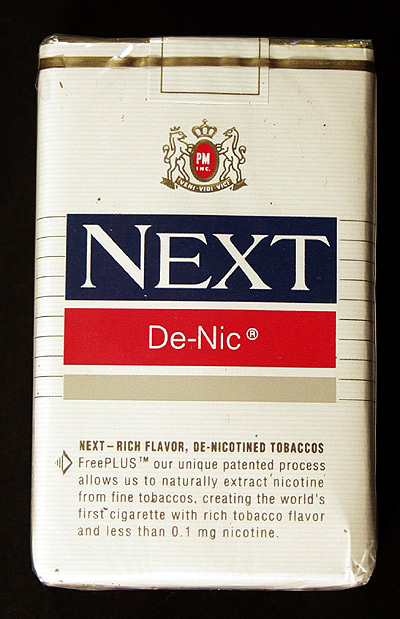 PM
INC.
VENI·VIDI·VICI
NEXT
De-Nic®
NEXT–RICH FLAVOR, DE-NICOTINED TOBACCOS
FreePLUS™ our unique patented process
allows us to naturally extract nicotine
from fine tobaccos, creating the world's
first cigarette with rich tobacco flavor
and less than 0.1 mg nicotine.